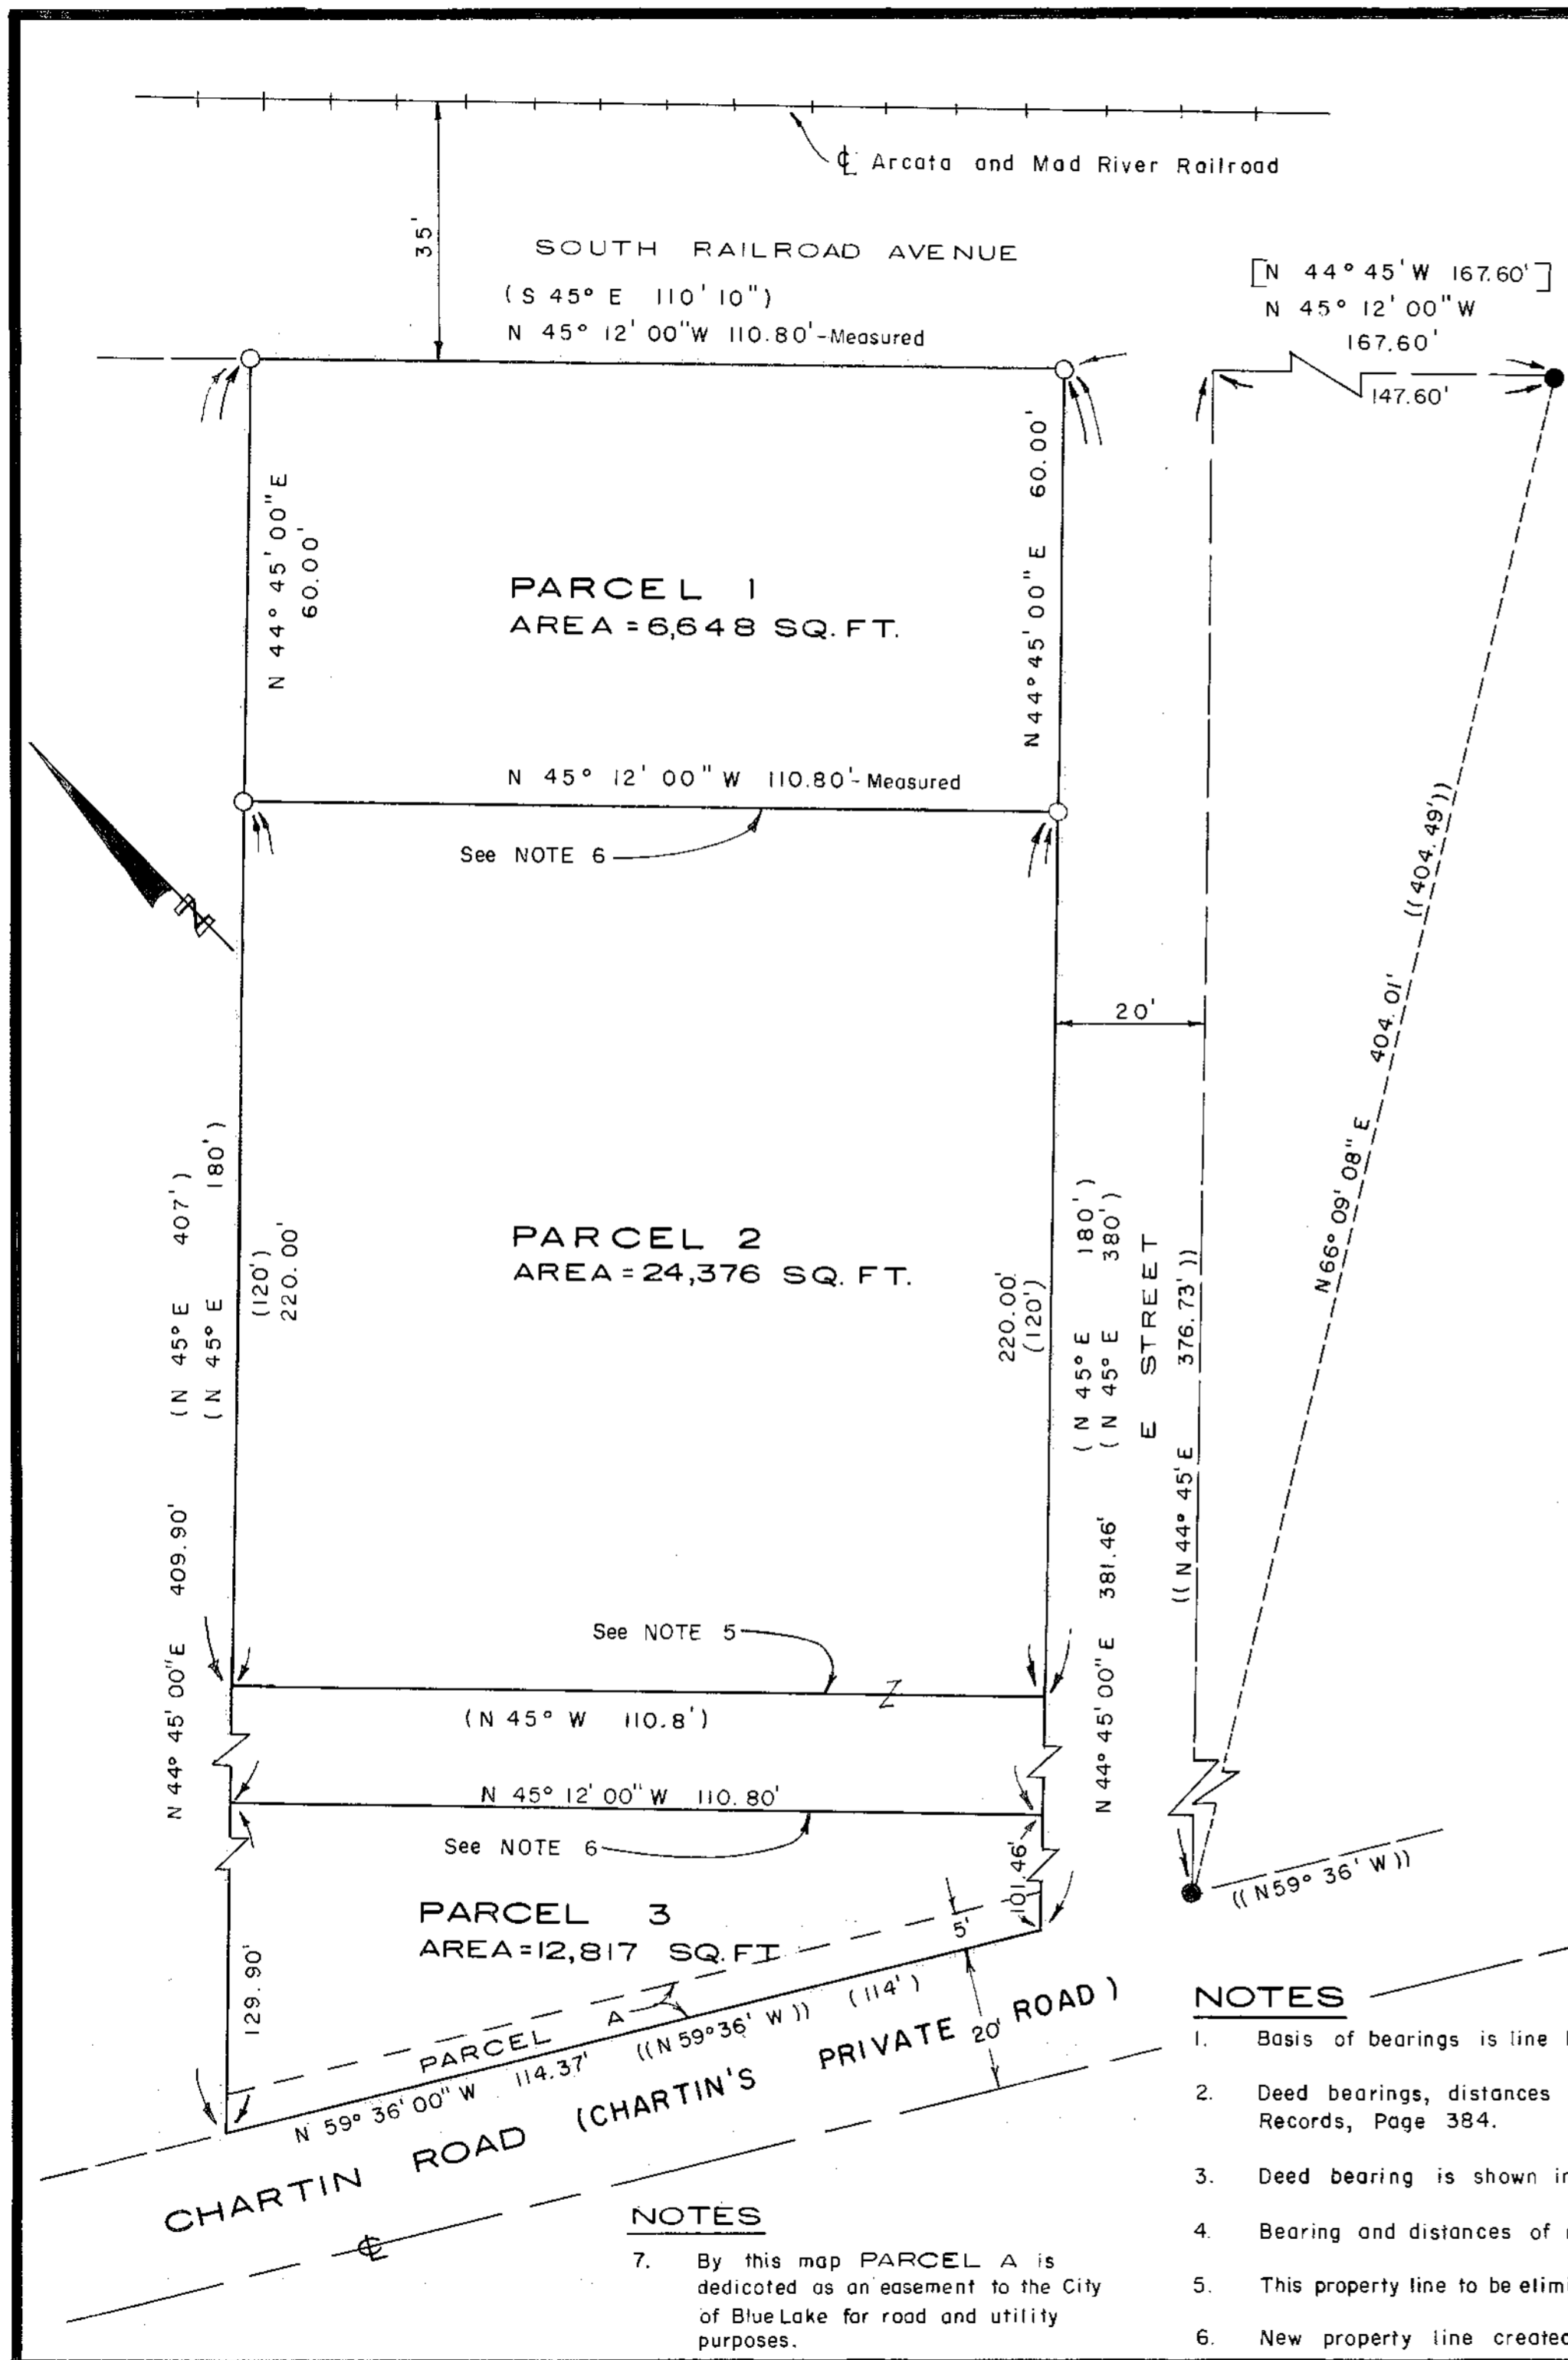 ℄ Arcata and Mad River Railroad
35'
SOUTH RAILROAD AVENUE
(S 45° E 110' 10")
N 45° 12' 00"W 110.80'-Measured
[N 44° 45' W 167.60']
N 45° 12' 00"W
167.60'
147.60'
N 44° 45' 00"E
60.00'
N 44° 45' 00" E 60.00'
PARCEL 1
AREA = 6,648 SQ. FT.
N 45° 12' 00" W 110.80'- Measured
See NOTE 6
N
20'
((404.49'))
N 66° 09' 08" E 404.01'
N 44° 45' 00"E 409.90' (N 45° E 407')
(N 45° E 180')
(120')
220.00'
PARCEL 2
AREA = 24,376 SQ. FT.
220.00'
(120')
(N 45° E 180')
N 44° 45' 00" E 381.46' (N 45° E 380')
E STREET
((N 44° 45' E 376.73'))
See NOTE 5
(N 45° W 110.8')
N 45° 12' 00" W 110.80'
See NOTE 6
101.46'
((N 59° 36' W))
PARCEL 3
AREA=12,817 SQ. FT
129.90'
5'
PARCEL A
N 59° 36' 00" W 114.37' ((N 59° 36' W)) (114')
20'
CHARTIN ROAD (CHARTIN'S PRIVATE ROAD)
℄
NOTES
1. Basis of bearings is line
2. Deed bearings, distances
Records, Page 384.
3. Deed bearing is shown
4. Bearing and distances of
5. This property line to be elim
6. New property line created
NOTES
7. By this map PARCEL A is
dedicated as an easement to the City
of Blue Lake for road and utility
purposes.